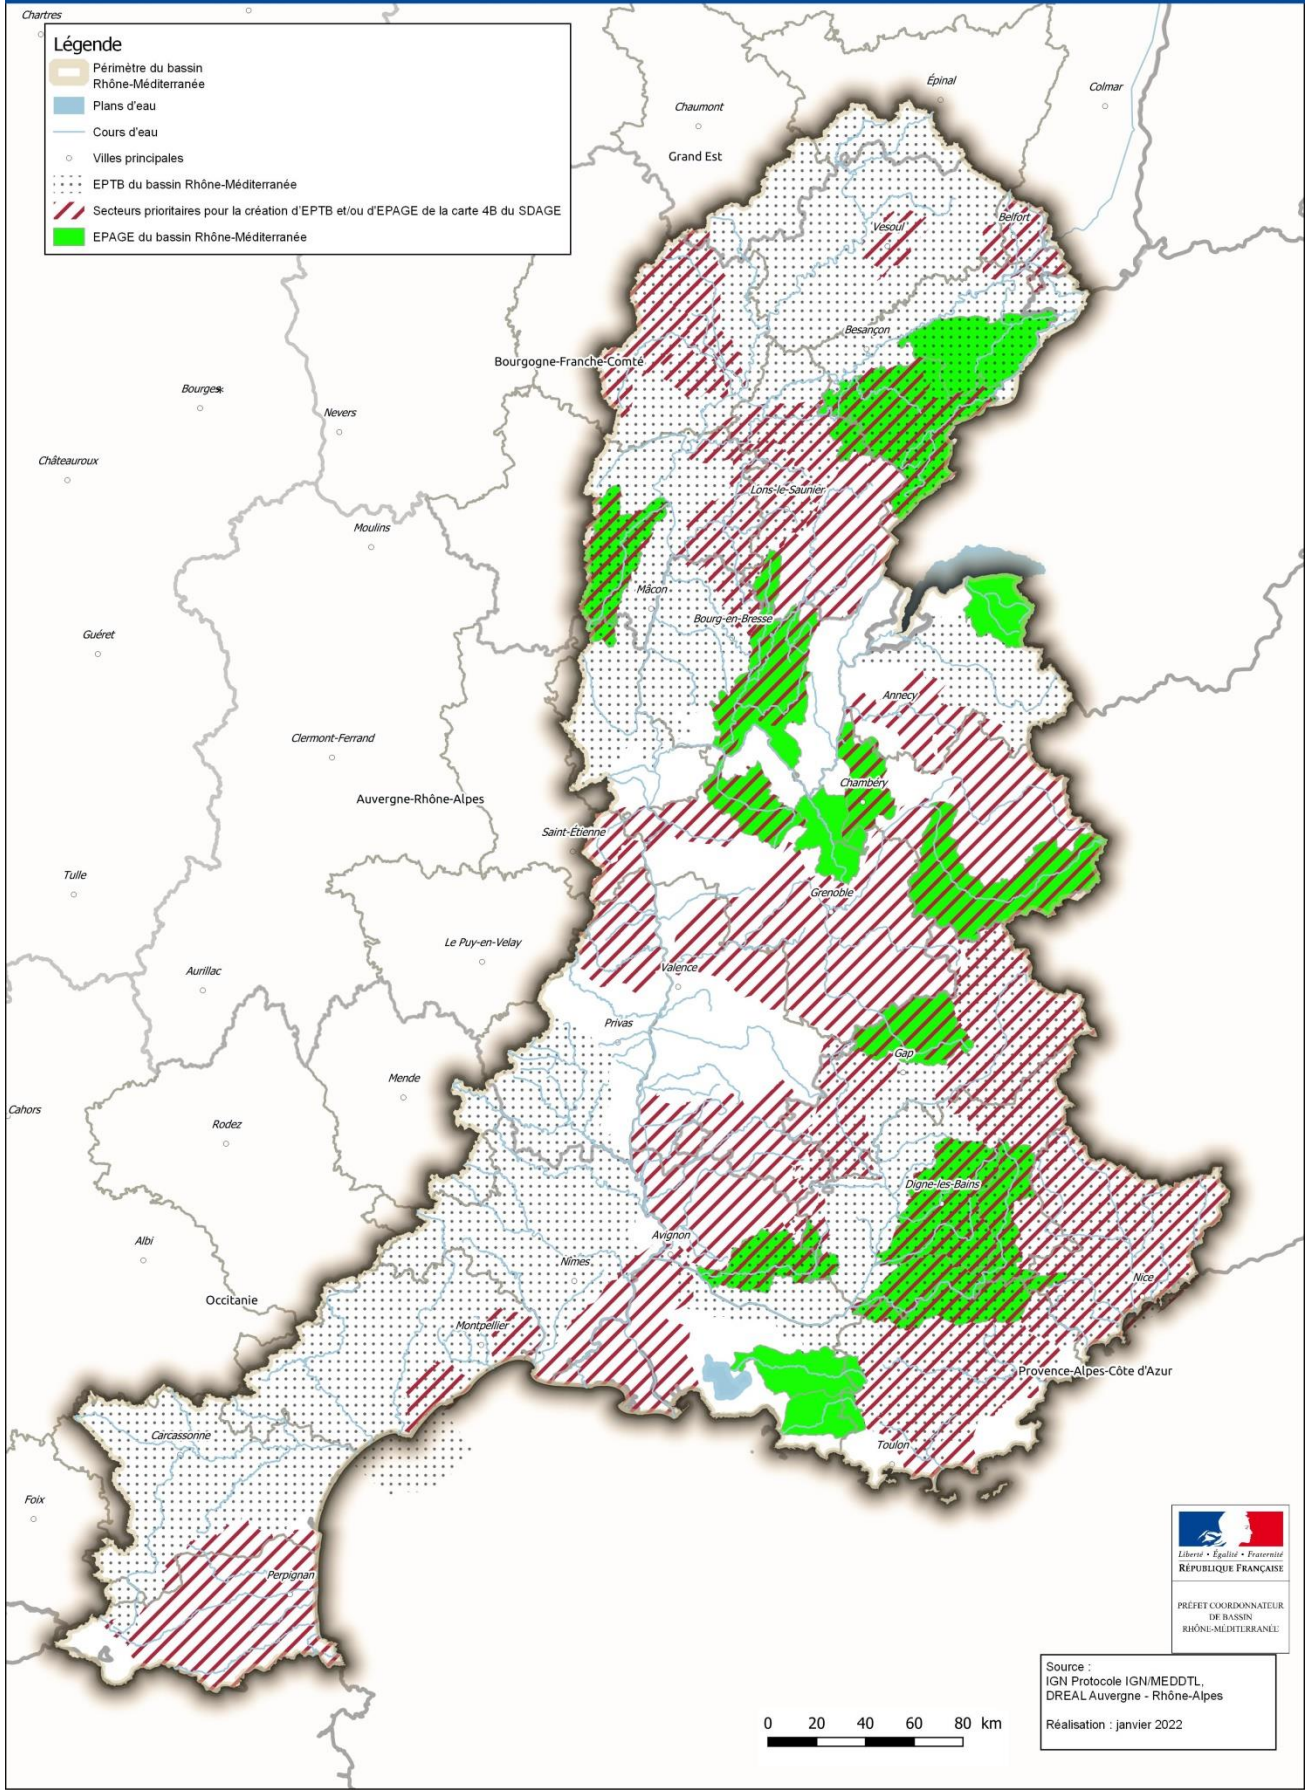 Chartres
Légende
Périmètre du bassin
Rhône-Méditerranée
Plans d'eau
Cours d'eau
Villes principales
EPTB du bassin Rhône-Méditerranée
Secteurs prioritaires pour la création d'EPTB et/ou d'EPAGE de la carte 4B du SDAGE
EPAGE du bassin Rhône-Méditerranée
Épinal
Colmar
Chaumont
Grand Est
Belfort
Vesoul
Besançon
Bourgogne-Franche-Comté
Bourges*
Nevers
Châteauroux
Lons-le-Saunier
Moulins
Mâcon
Bourg-en-Bresse
Guéret
Annecy
Clermont-Ferrand
Chambéry
Auvergne-Rhône-Alpes
Saint-Étienne
Tulle
Grenoble
Le Puy-en-Velay
Aurillac
Valence
Privas
Gap
Mende
Cahors
Rodez
Digne-les-Bains
Avignon
Albi
Nîmes
Nice
Occitanie
Montpellier
Provence-Alpes-Côte d'Azur
Carcassonne
Toulon
Foix
Perpignan
Liberté • Égalité • Fraternité
RÉPUBLIQUE FRANÇAISE
PRÉFET COORDONNATEUR
DE BASSIN
RHÔNE-MÉDITERRANÉE
Source :
IGN Protocole IGN/MEDDTL,
DREAL Auvergne - Rhône-Alpes
Réalisation : janvier 2022
0 20 40 60 80 km